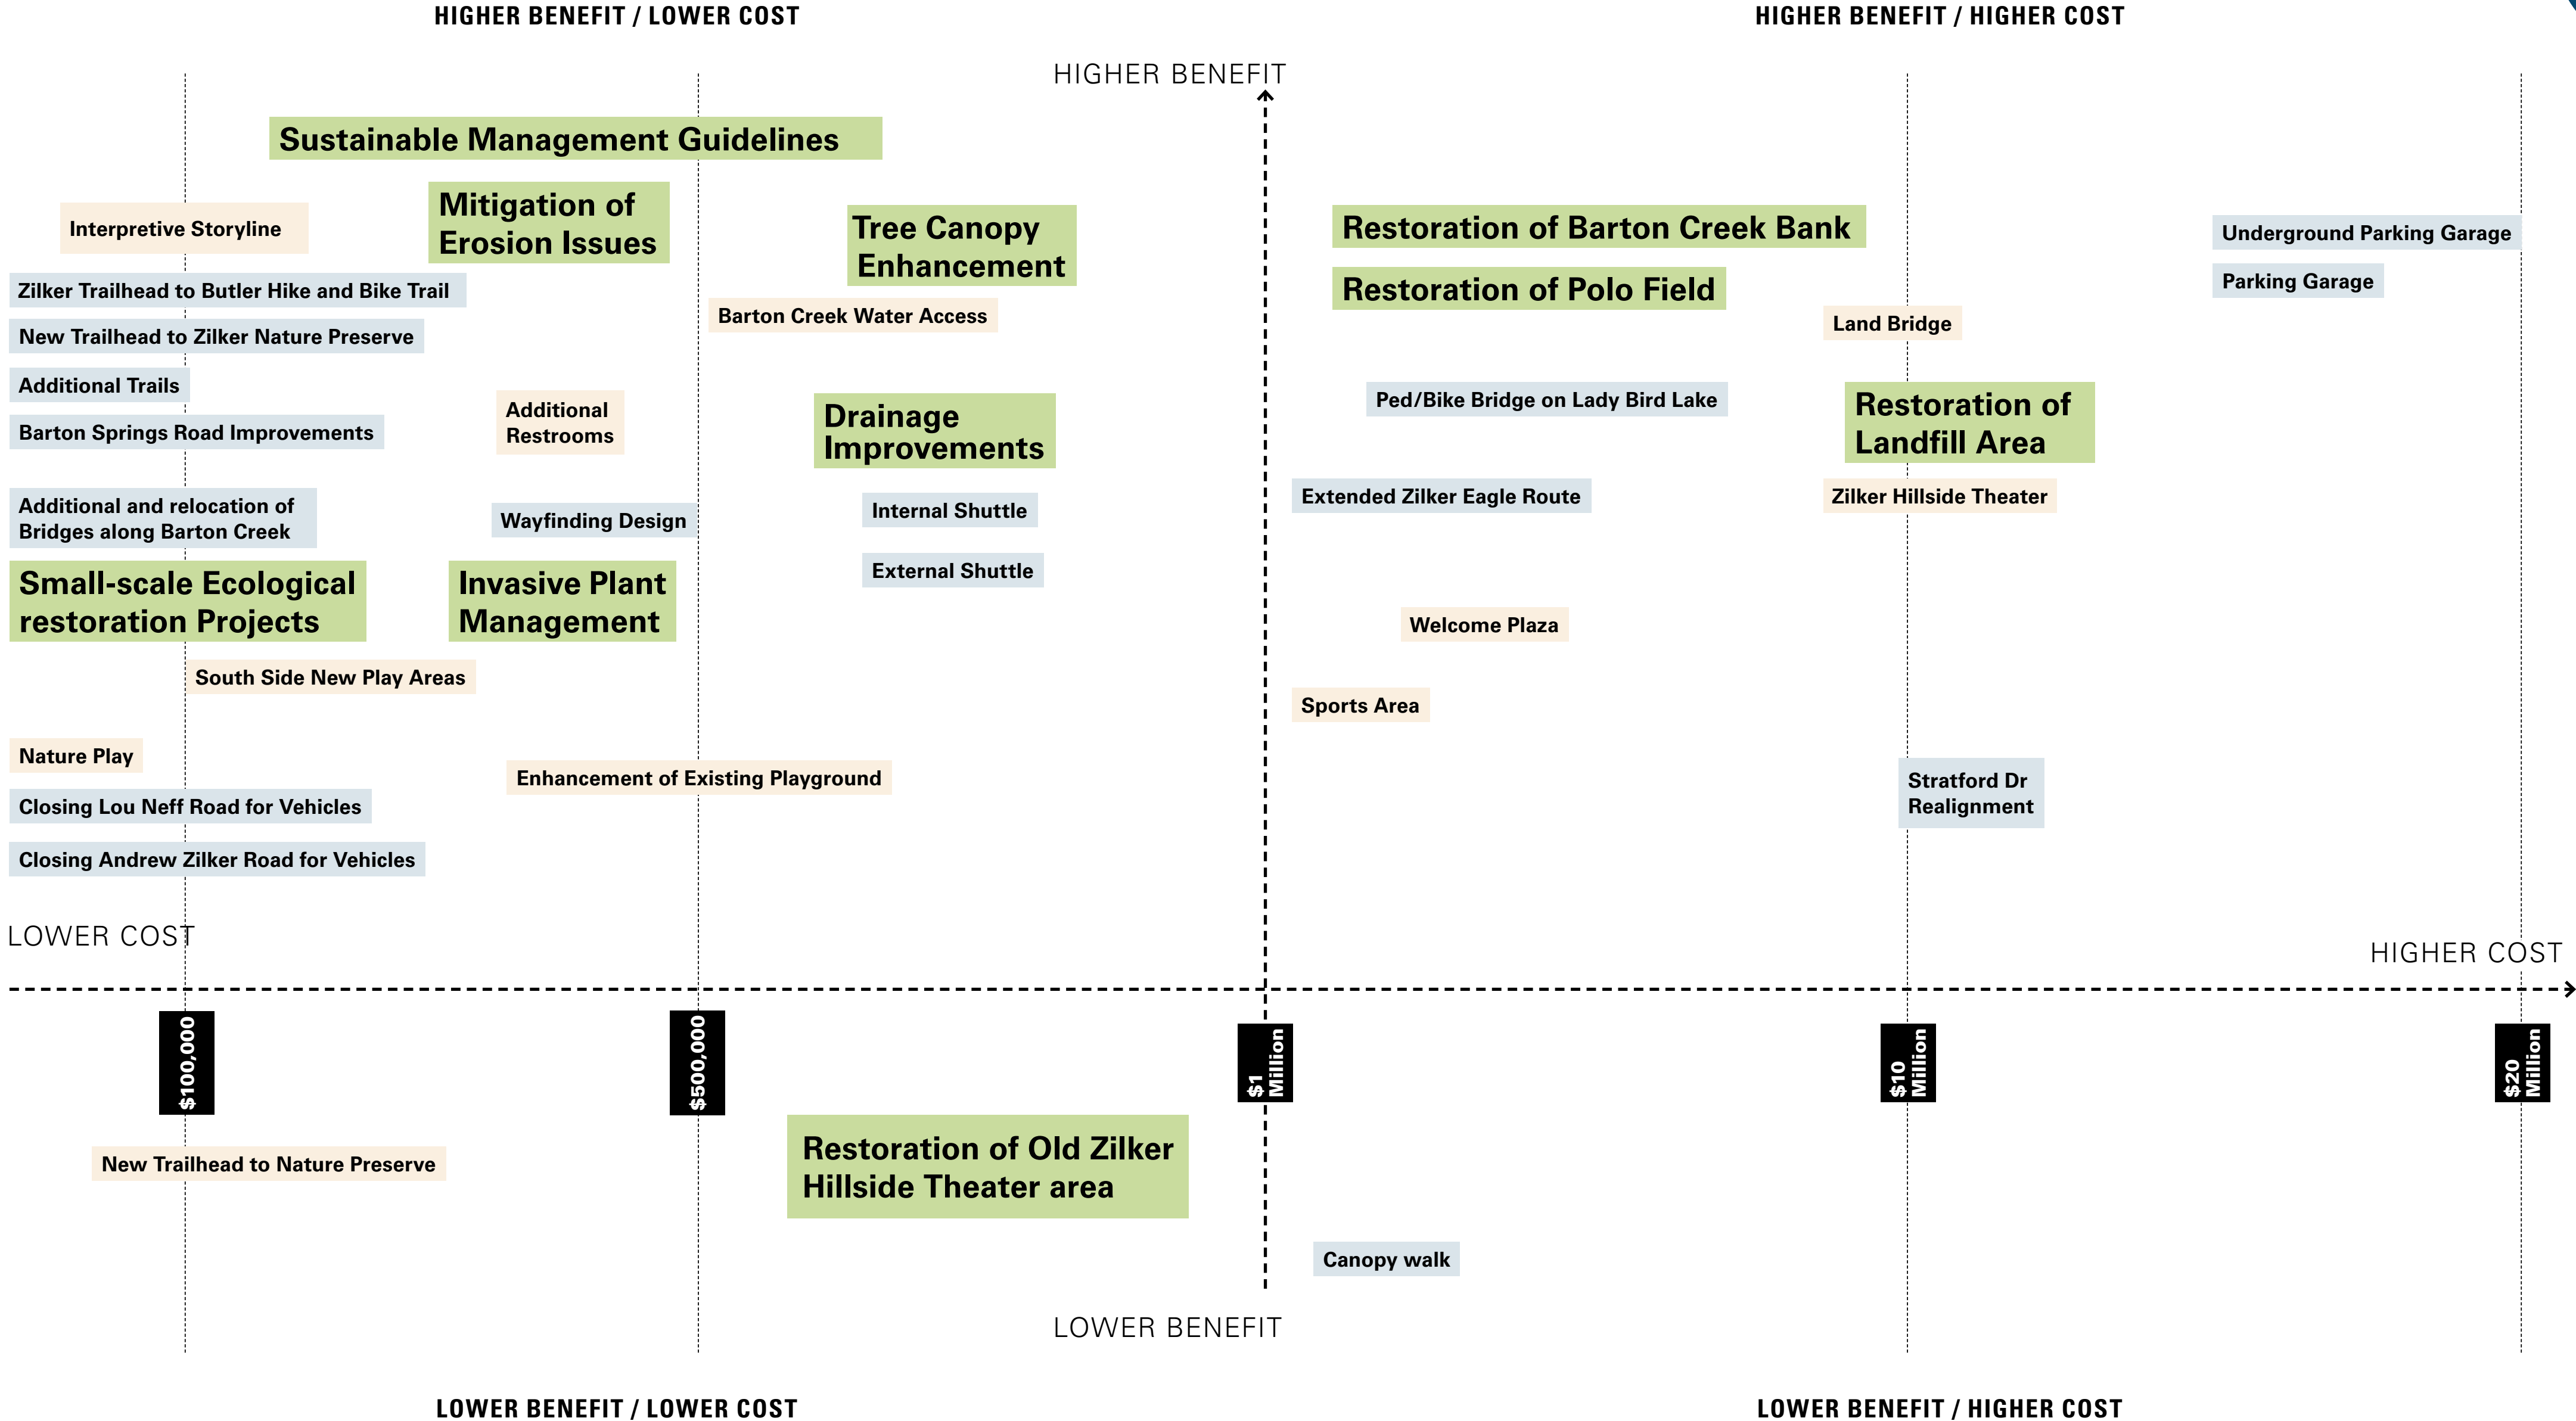 HIGHER BENEFIT / LOWER COST
HIGHER BENEFIT / HIGHER COST
HIGHER BENEFIT
Sustainable Management Guidelines
Interpretive Storyline
Mitigation of
Erosion Issues
Tree Canopy
Enhancement
Restoration of Barton Creek Bank
Underground Parking Garage
Zilker Trailhead to Butler Hike and Bike Trail
Restoration of Polo Field
Parking Garage
Barton Creek Water Access
Land Bridge
New Trailhead to Zilker Nature Preserve
Additional Trails
Additional
Restrooms
Drainage
Improvements
Ped/Bike Bridge on Lady Bird Lake
Restoration of
Landfill Area
Barton Springs Road Improvements
Additional and relocation of
Bridges along Barton Creek
Wayfinding Design
Internal Shuttle
Extended Zilker Eagle Route
Zilker Hillside Theater
External Shuttle
Small-scale Ecological
restoration Projects
Invasive Plant
Management
Welcome Plaza
South Side New Play Areas
Sports Area
Nature Play
Enhancement of Existing Playground
Stratford Dr
Realignment
Closing Lou Neff Road for Vehicles
Closing Andrew Zilker Road for Vehicles
LOWER COST
HIGHER COST
$100,000
$500,000
$1
Million
$10
Million
$20
Million
New Trailhead to Nature Preserve
Restoration of Old Zilker
Hillside Theater area
Canopy walk
LOWER BENEFIT
LOWER BENEFIT / LOWER COST
LOWER BENEFIT / HIGHER COST